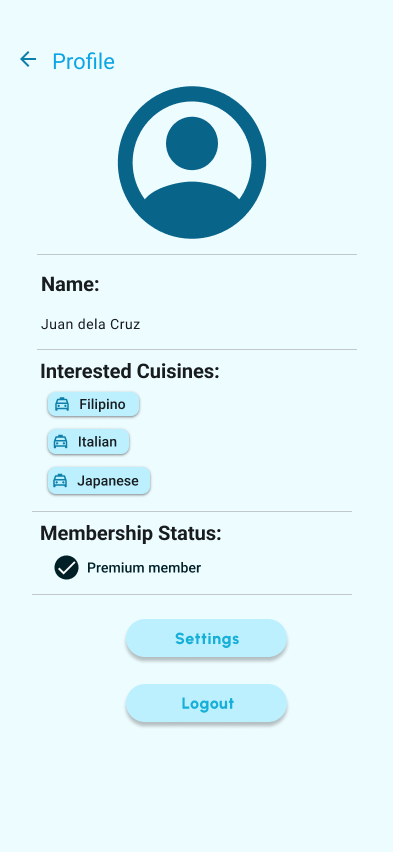 Profile
Name:
Juan dela Cruz
Interested Cuisines:
Filipino
Italian
Japanese
Membership Status:
Premium member
Settings
Logout